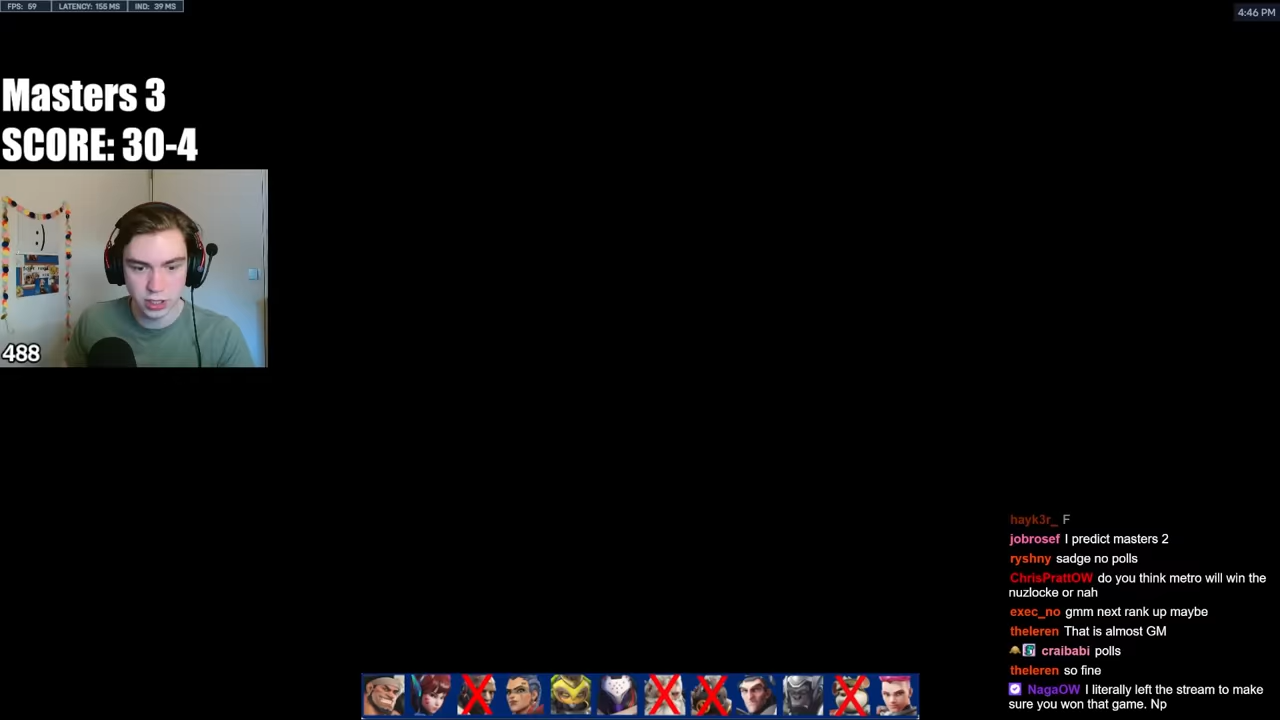 FPS: 59 LATENCY: 155 MS IND: 39 MS
4:46 PM
Masters 3
SCORE: 30-4
:)
488
hayk3r_ F
jobrosef I predict masters 2
ryshny sadge no polls
ChrisPrattOW do you think metro will win the
nuzlocke or nah
exec_no gmm next rank up maybe
theleren That is almost GM
craibabi polls
theleren so fine
NagaOW I literally left the stream to make
sure you won that game. Np